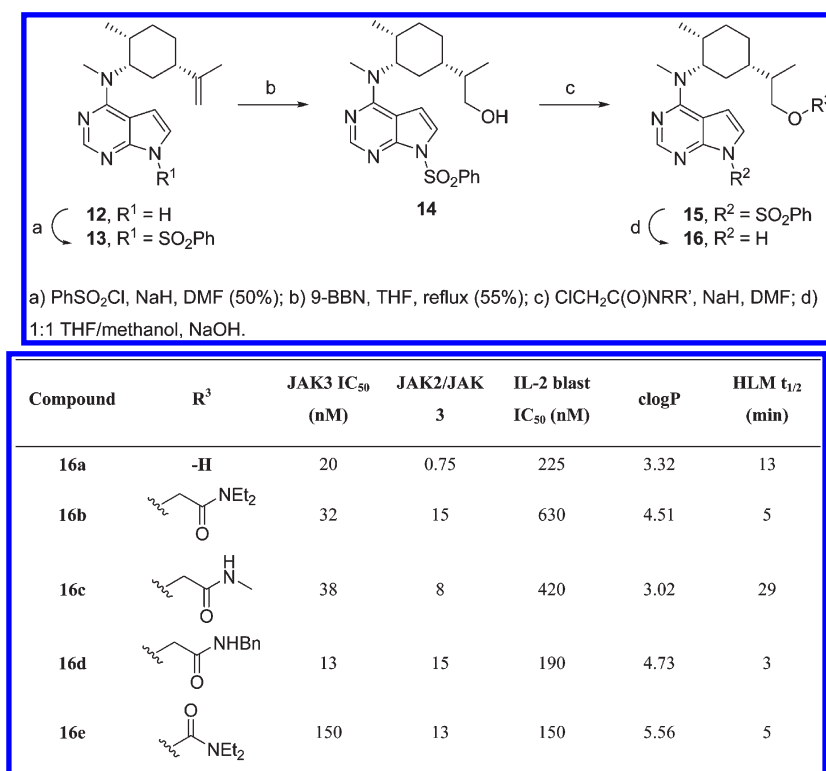 N
N
N
N
R¹
12, R¹ = H
13, R¹ = SO₂Ph
a
b
N
N
N
N
SO₂Ph
OH
14
c
N
N
N
N
R²
O
R³
15, R² = SO₂Ph
16, R² = H
d
a) PhSO₂Cl, NaH, DMF (50%); b) 9-BBN, THF, reflux (55%); c) ClCH₂C(O)NRR', NaH, DMF; d)
1:1 THF/methanol, NaOH.
Compound R³ JAK3 IC₅₀ (nM) JAK2/JAK 3 IL-2 blast IC₅₀ (nM) clogP HLM t₁/₂ (min)
16a -H 20 0.75 225 3.32 13
16b NEt₂ O 32 15 630 4.51 5
16c H N O 38 8 420 3.02 29
16d NHBn O 13 15 190 4.73 3
16e O NEt₂ 150 13 150 5.56 5